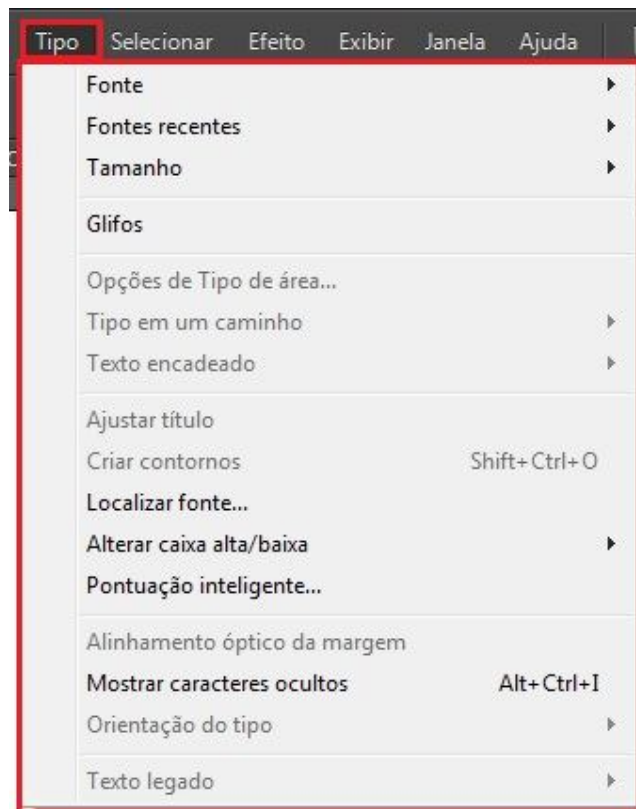 Tipo Selecionar Efeito Exibir Janela Ajuda
Fonte
Fontes recentes
Tamanho
Glifos
Opções de Tipo de área...
Tipo em um caminho
Texto encadeado
Ajustar título
Criar contornos Shift+Ctrl+O
Localizar fonte...
Alterar caixa alta/baixa
Pontuação inteligente...
Alinhamento óptico da margem
Mostrar caracteres ocultos Alt+Ctrl+I
Orientação do tipo
Texto legado